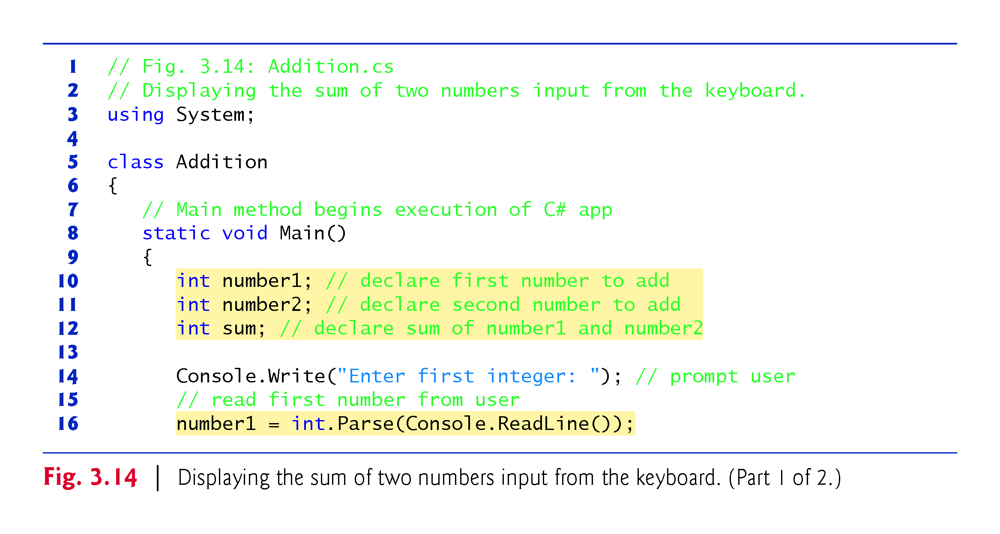 1 // Fig. 3.14: Addition.cs
2 // Displaying the sum of two numbers input from the keyboard.
3 using System;
4
5 class Addition
6 {
7 // Main method begins execution of C# app
8 static void Main()
9 {
10 int number1; // declare first number to add
11 int number2; // declare second number to add
12 int sum; // declare sum of number1 and number2
13
14 Console.Write("Enter first integer: "); // prompt user
15 // read first number from user
16 number1 = int.Parse(Console.ReadLine());
Fig. 3.14 | Displaying the sum of two numbers input from the keyboard. (Part 1 of 2.)